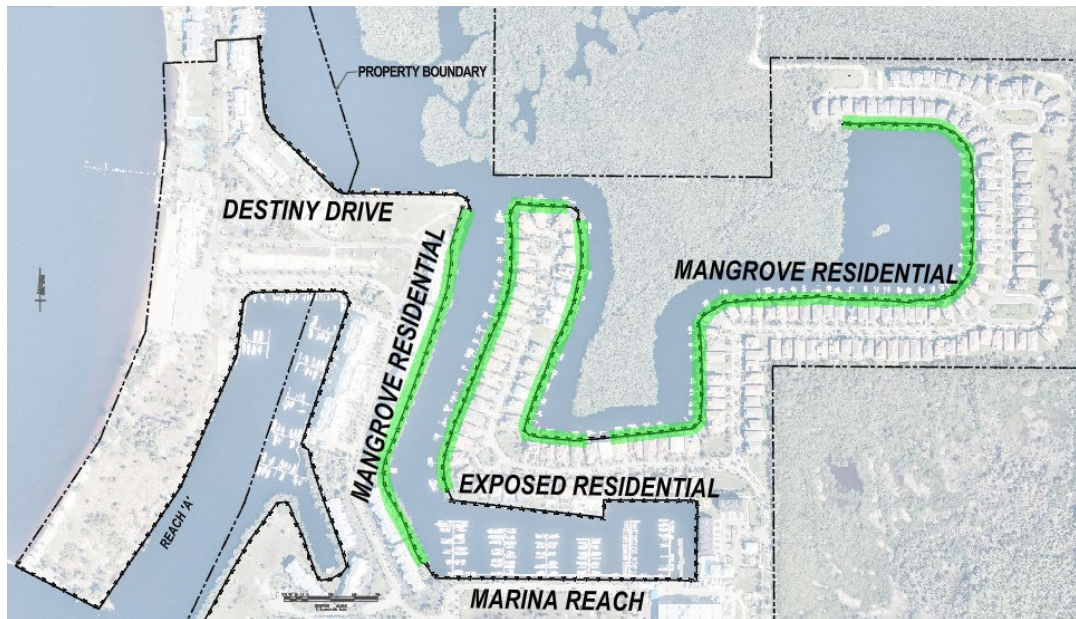 PROPERTY BOUNDARY
DESTINY DRIVE
MANGROVE RESIDENTIAL
MANGROVE RESIDENTIAL
EXPOSED RESIDENTIAL
REACH 'A'
MARINA REACH